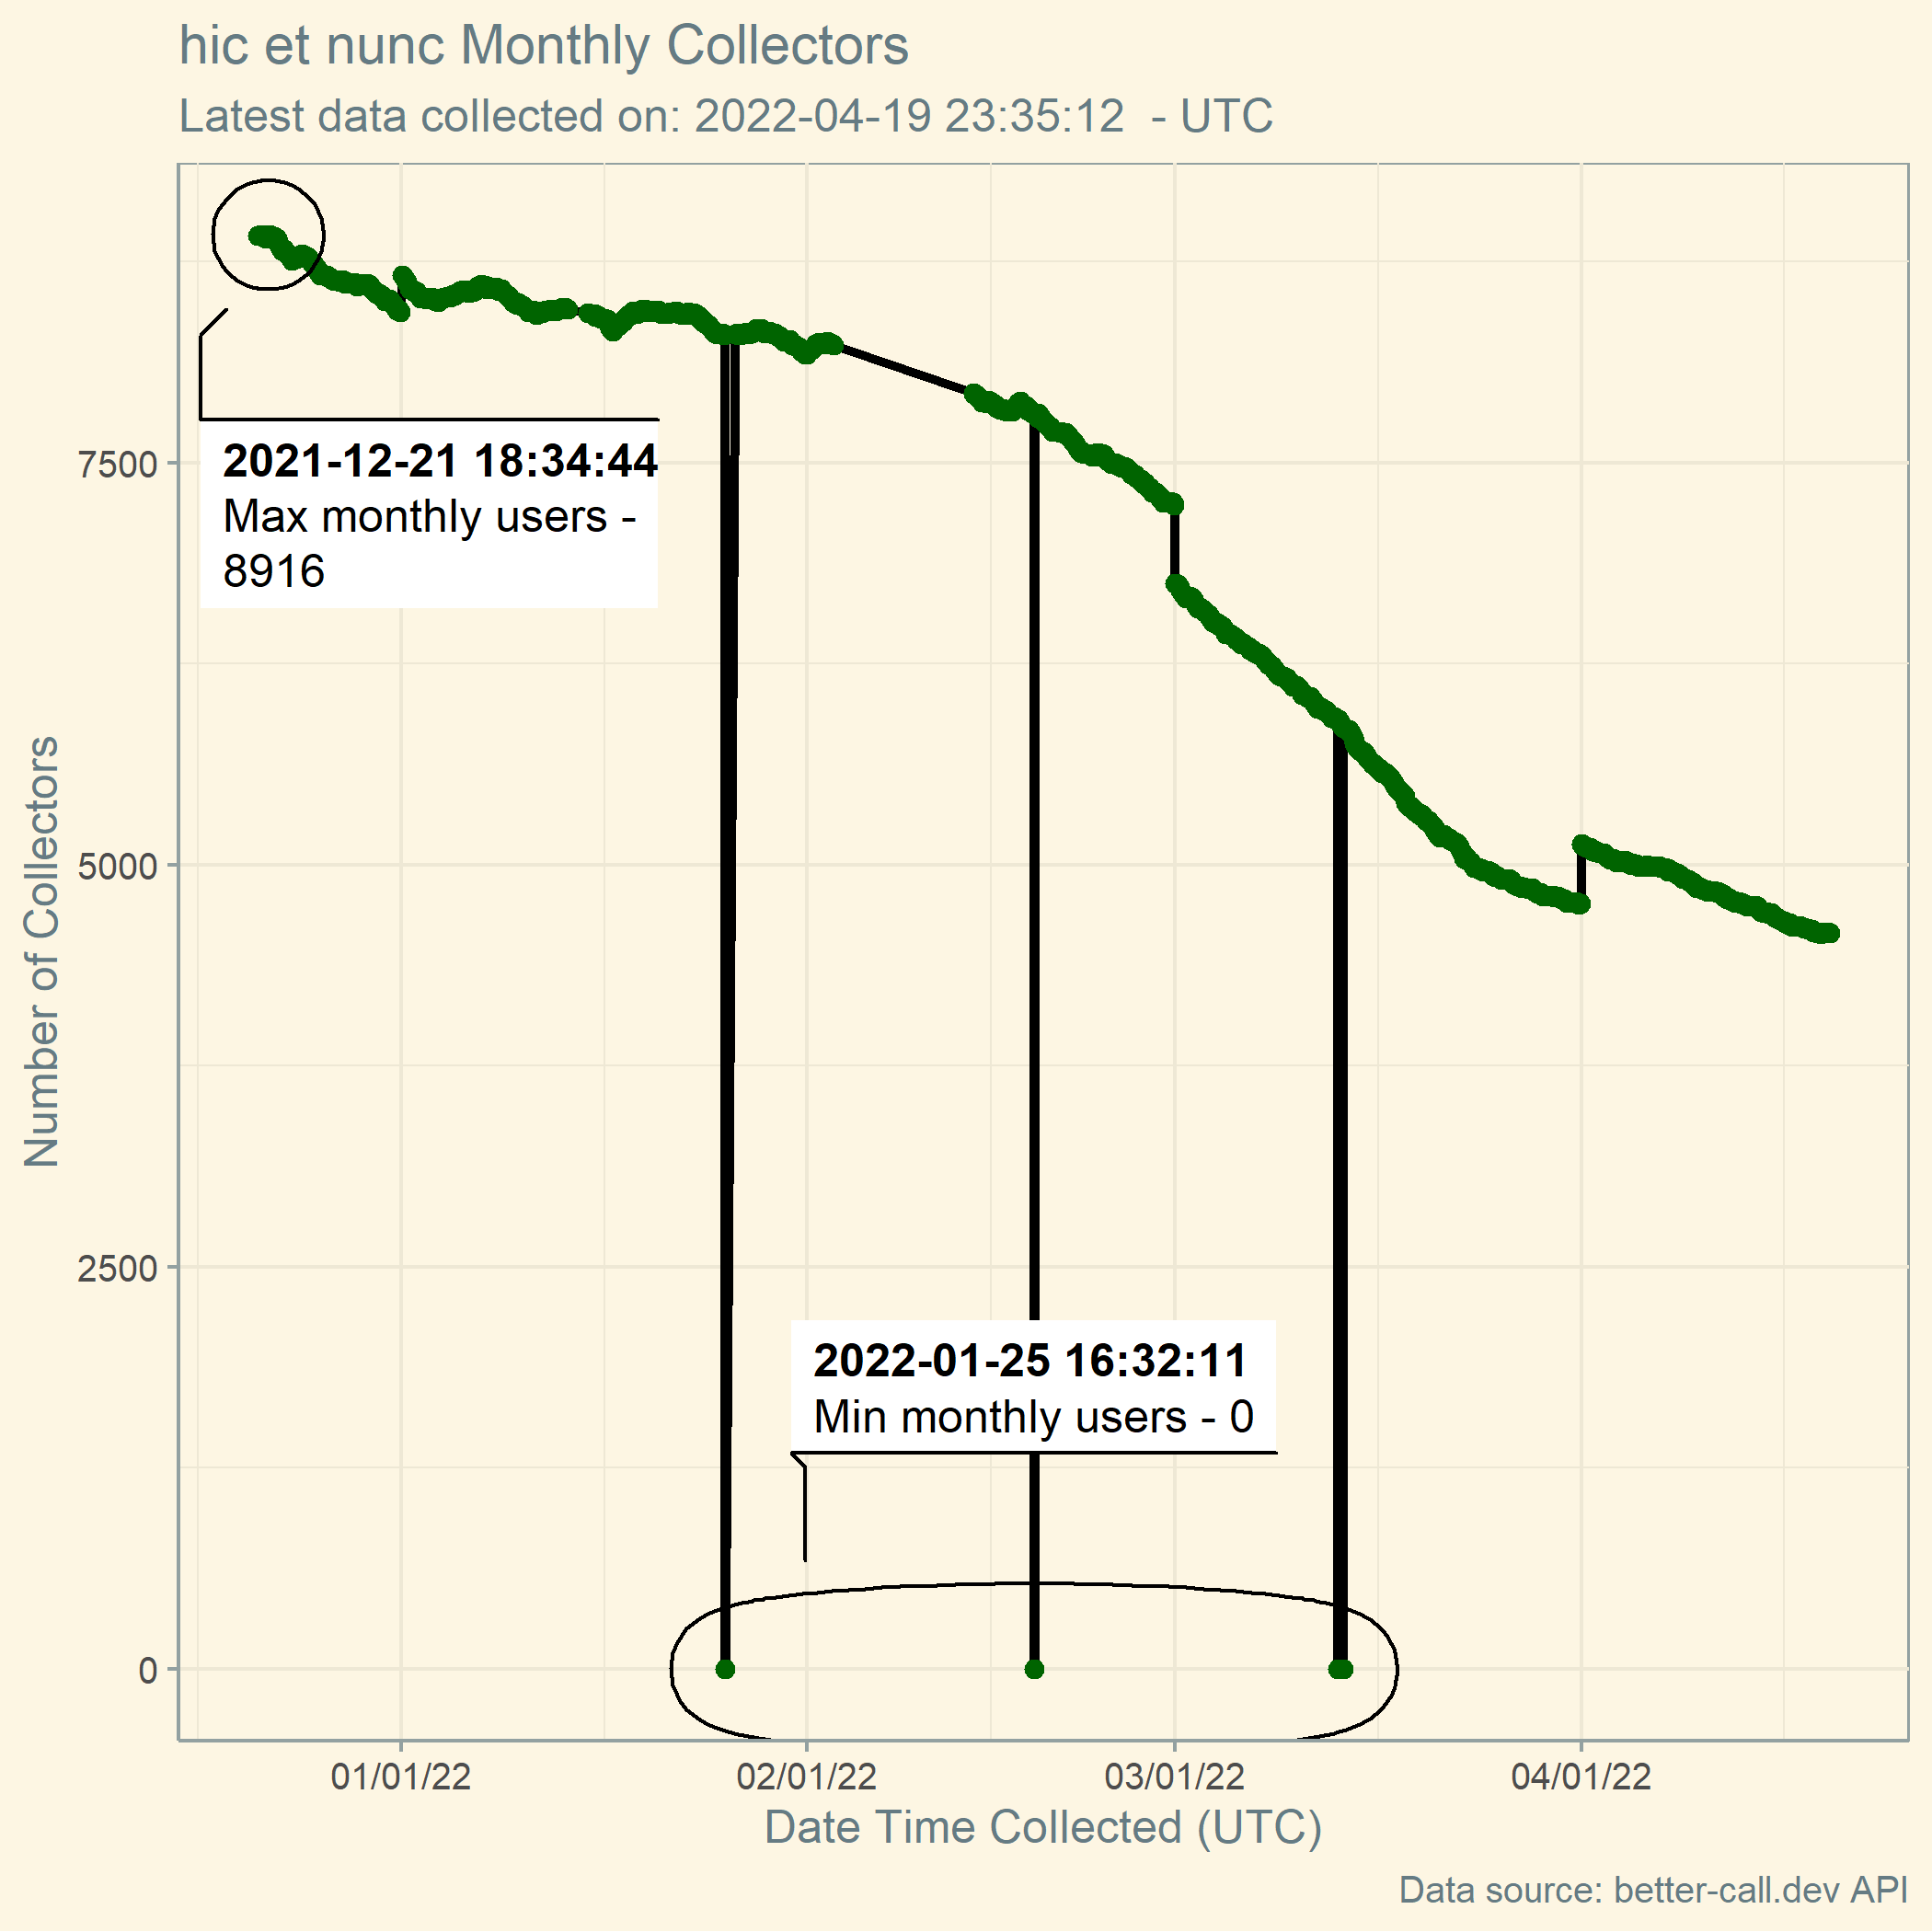 hic et nunc Monthly Collectors
Latest data collected on: 2022-04-19 23:35:12  - UTC
Number of Collectors
7500
5000
2500
0
2021-12-21 18:34:44
Max monthly users -
8916
2022-01-25 16:32:11
Min monthly users - 0
01/01/22
02/01/22
03/01/22
04/01/22
Date Time Collected (UTC)
Data source: better-call.dev API